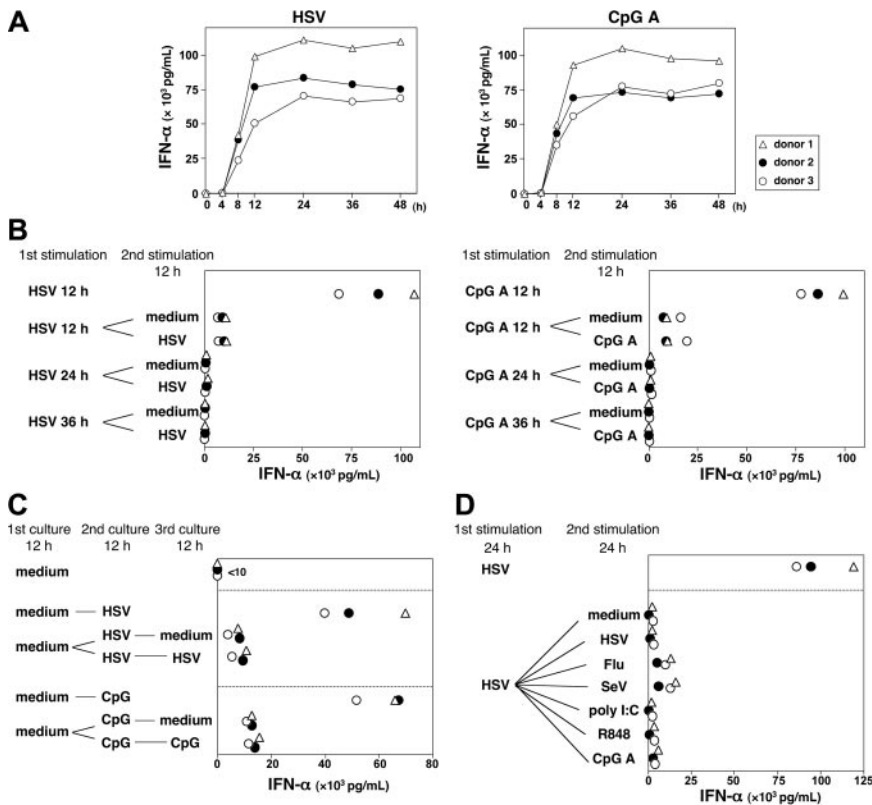 A
HSV
CpG A
IFN-α (× 10³ pg/mL)
100
75
50
25
0
0 4 8 12 24 36 48 (h)
IFN-α (× 10³ pg/mL)
100
75
50
25
0
0 4 8 12 24 36 48 (h)
donor 1
donor 2
donor 3
B
1st stimulation 2nd stimulation
12 h
HSV 12 h
HSV 12 h
medium
HSV
HSV 24 h
medium
HSV
HSV 36 h
medium
HSV
0 25 50 75 100
IFN-α (×10³ pg/mL)
1st stimulation 2nd stimulation
12 h
CpG A 12 h
CpG A 12 h
medium
CpG A
CpG A 24 h
medium
CpG A
CpG A 36 h
medium
CpG A
0 25 50 75 100
IFN-α (×10³ pg/mL)
C
1st culture 2nd culture 3rd culture
12 h 12 h 12 h
medium
<10
medium HSV
medium
HSV medium
HSV HSV
medium CpG
medium
CpG medium
CpG CpG
0 20 40 60 80
IFN-α (×10³ pg/mL)
D
1st stimulation 2nd stimulation
24 h 24 h
HSV
HSV
medium
HSV
Flu
SeV
poly I:C
R848
CpG A
0 25 50 75 100 125
IFN-α (×10³ pg/mL)